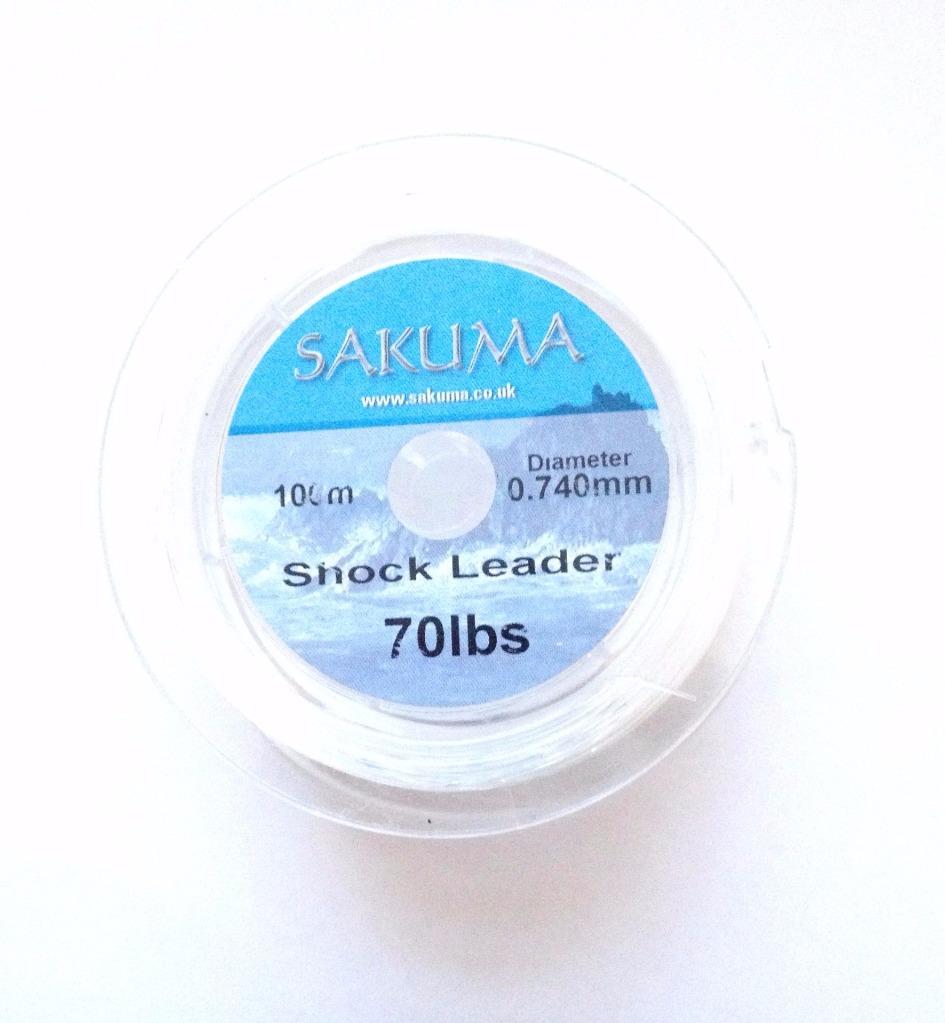 SAKUMA
www.sakuma.co.uk
Diameter
100m
0.740mm
Shock Leader
70lbs